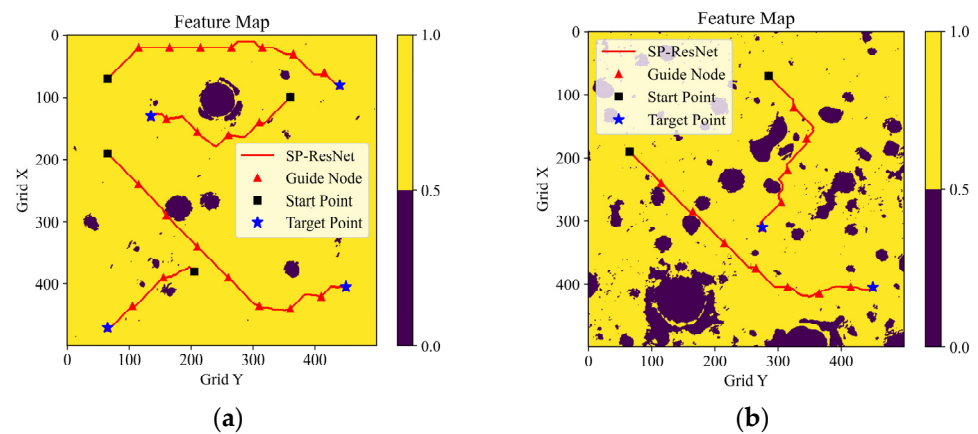 Feature Map
0
100
200
300
400
Grid X
0 100 200 300 400
Grid Y
SP-ResNet
Guide Node
Start Point
Target Point
1.0
0.5
0.0
(a)
Feature Map
0
100
200
300
400
Grid X
0 100 200 300 400
Grid Y
SP-ResNet
Guide Node
Start Point
Target Point
1.0
0.5
0.0
(b)